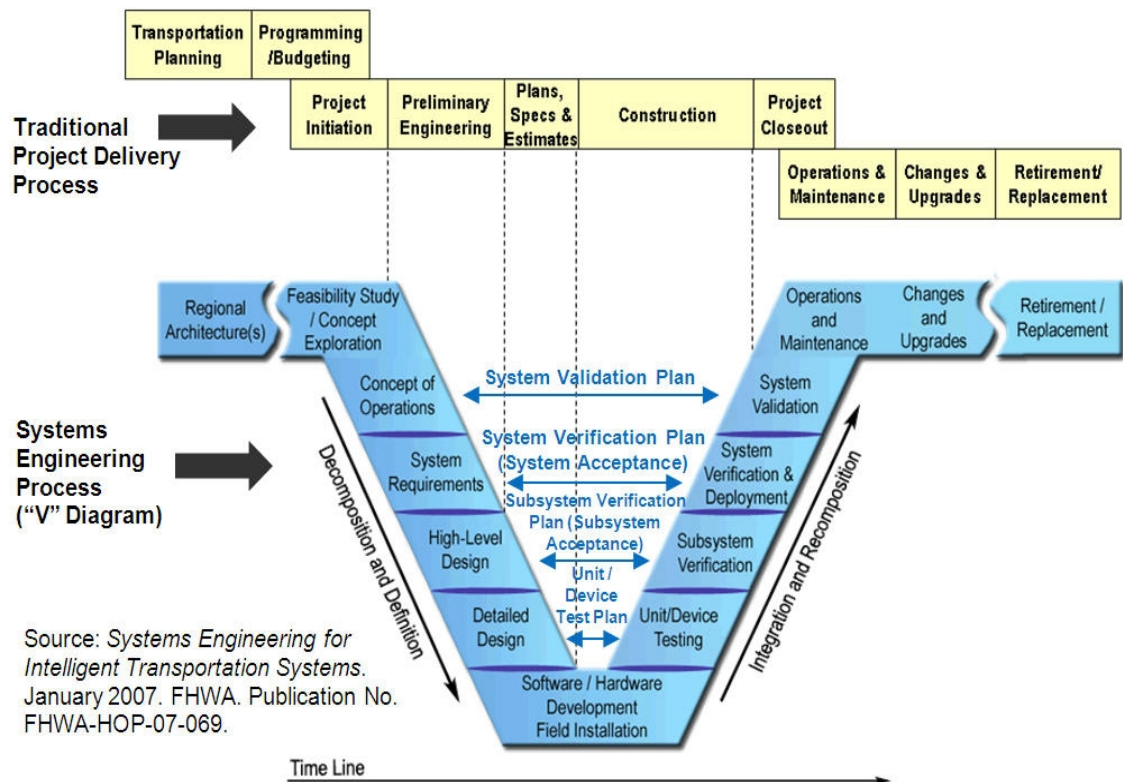 Transportation
Planning
Programming
/Budgeting
Project
Initiation
Preliminary
Engineering
Plans,
Specs &
Estimates
Construction
Project
Closeout
Operations &
Maintenance
Changes &
Upgrades
Retirement/
Replacement
Traditional
Project Delivery
Process
Regional
Architecture(s)
Feasibility Study
/ Concept
Exploration
Operations
and
Maintenance
Changes
and
Upgrades
Retirement /
Replacement
Systems
Engineering
Process
(“V” Diagram)
Concept of
Operations
System Validation Plan
System
Validation
System
Requirements
System Verification Plan
(System Acceptance)
System
Verification &
Deployment
High-Level
Design
Subsystem Verification
Plan (Subsystem
Acceptance)
Subsystem
Verification
Detailed
Design
Unit /
Device
Test Plan
Unit/Device
Testing
Software / Hardware
Development
Field Installation
Decomposition and Definition
Integration and Recomposition
Source: Systems Engineering for
Intelligent Transportation Systems.
January 2007. FHWA. Publication No.
FHWA-HOP-07-069.
Time Line